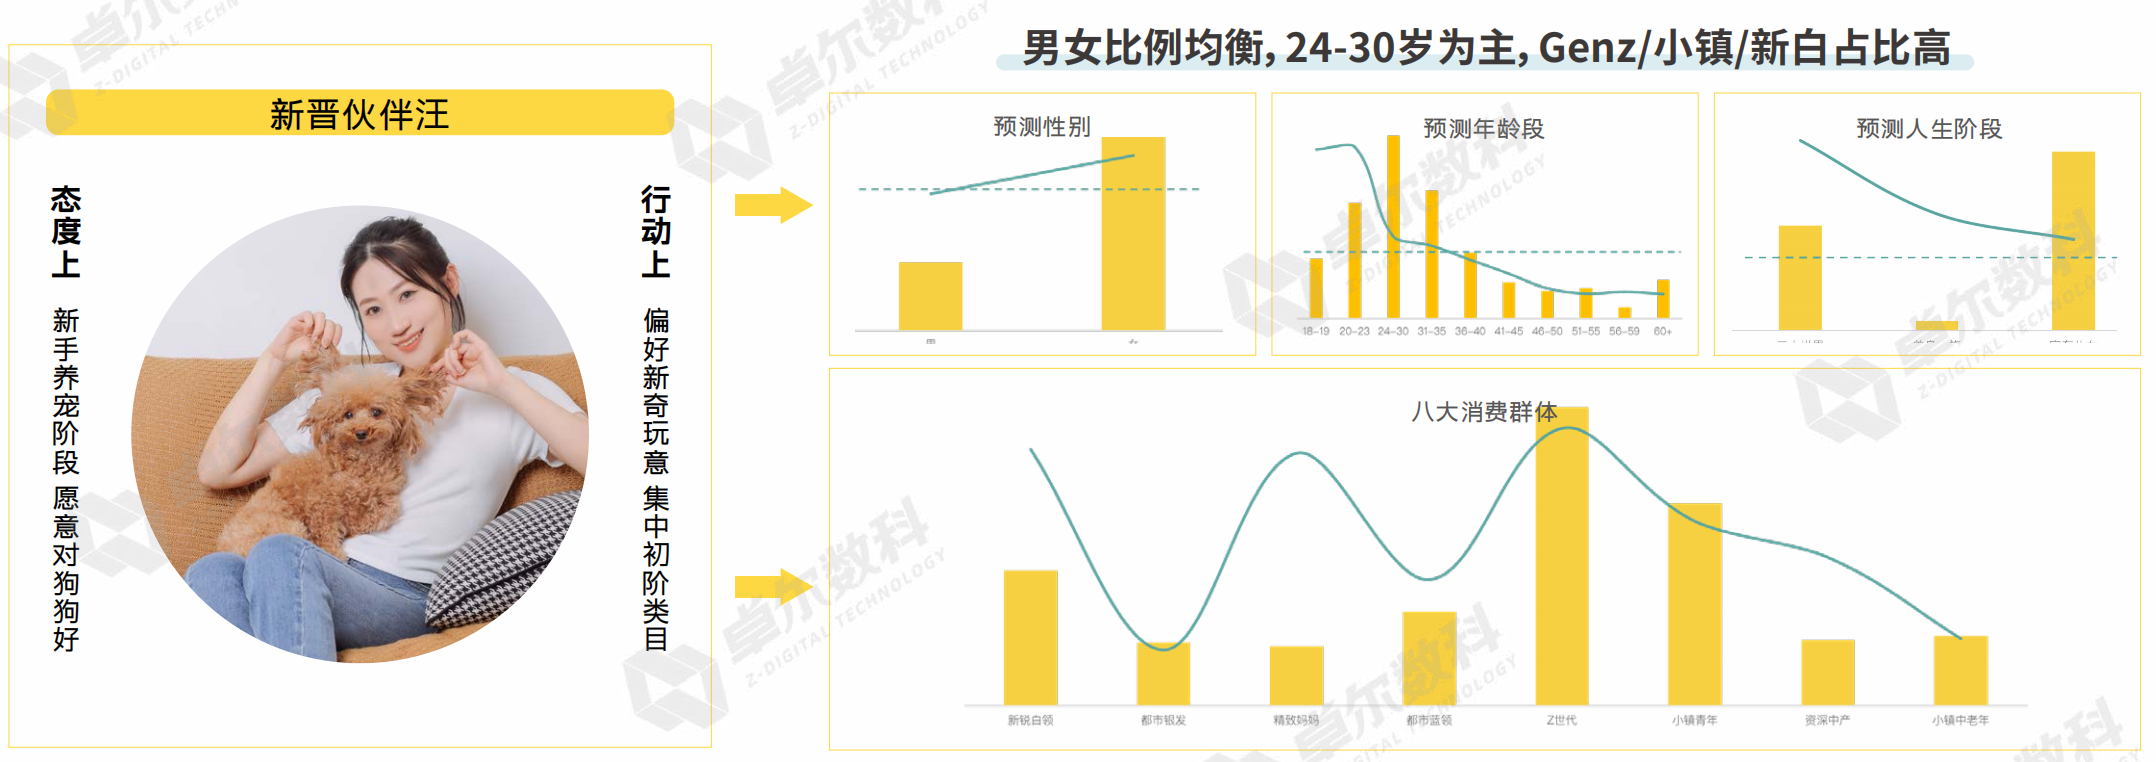 男女比例均衡，24-30岁为主，Genz/小镇/新白占比高
新晋伙伴汪
态度上
新手养宠阶段 愿意对狗狗好
行动上
偏好新奇玩意 集中初阶类目
预测性别
预测年龄段
18-19 20-23 24-30 31-35 36-40 41-45 46-50 51-55 56-59 60+
预测人生阶段
八大消费群体
新锐白领 都市银发 精致妈妈 都市蓝领 Z世代 小镇青年 资深中产 小镇中老年
卓尔数科
Z-DIGITAL TECHNOLOGY